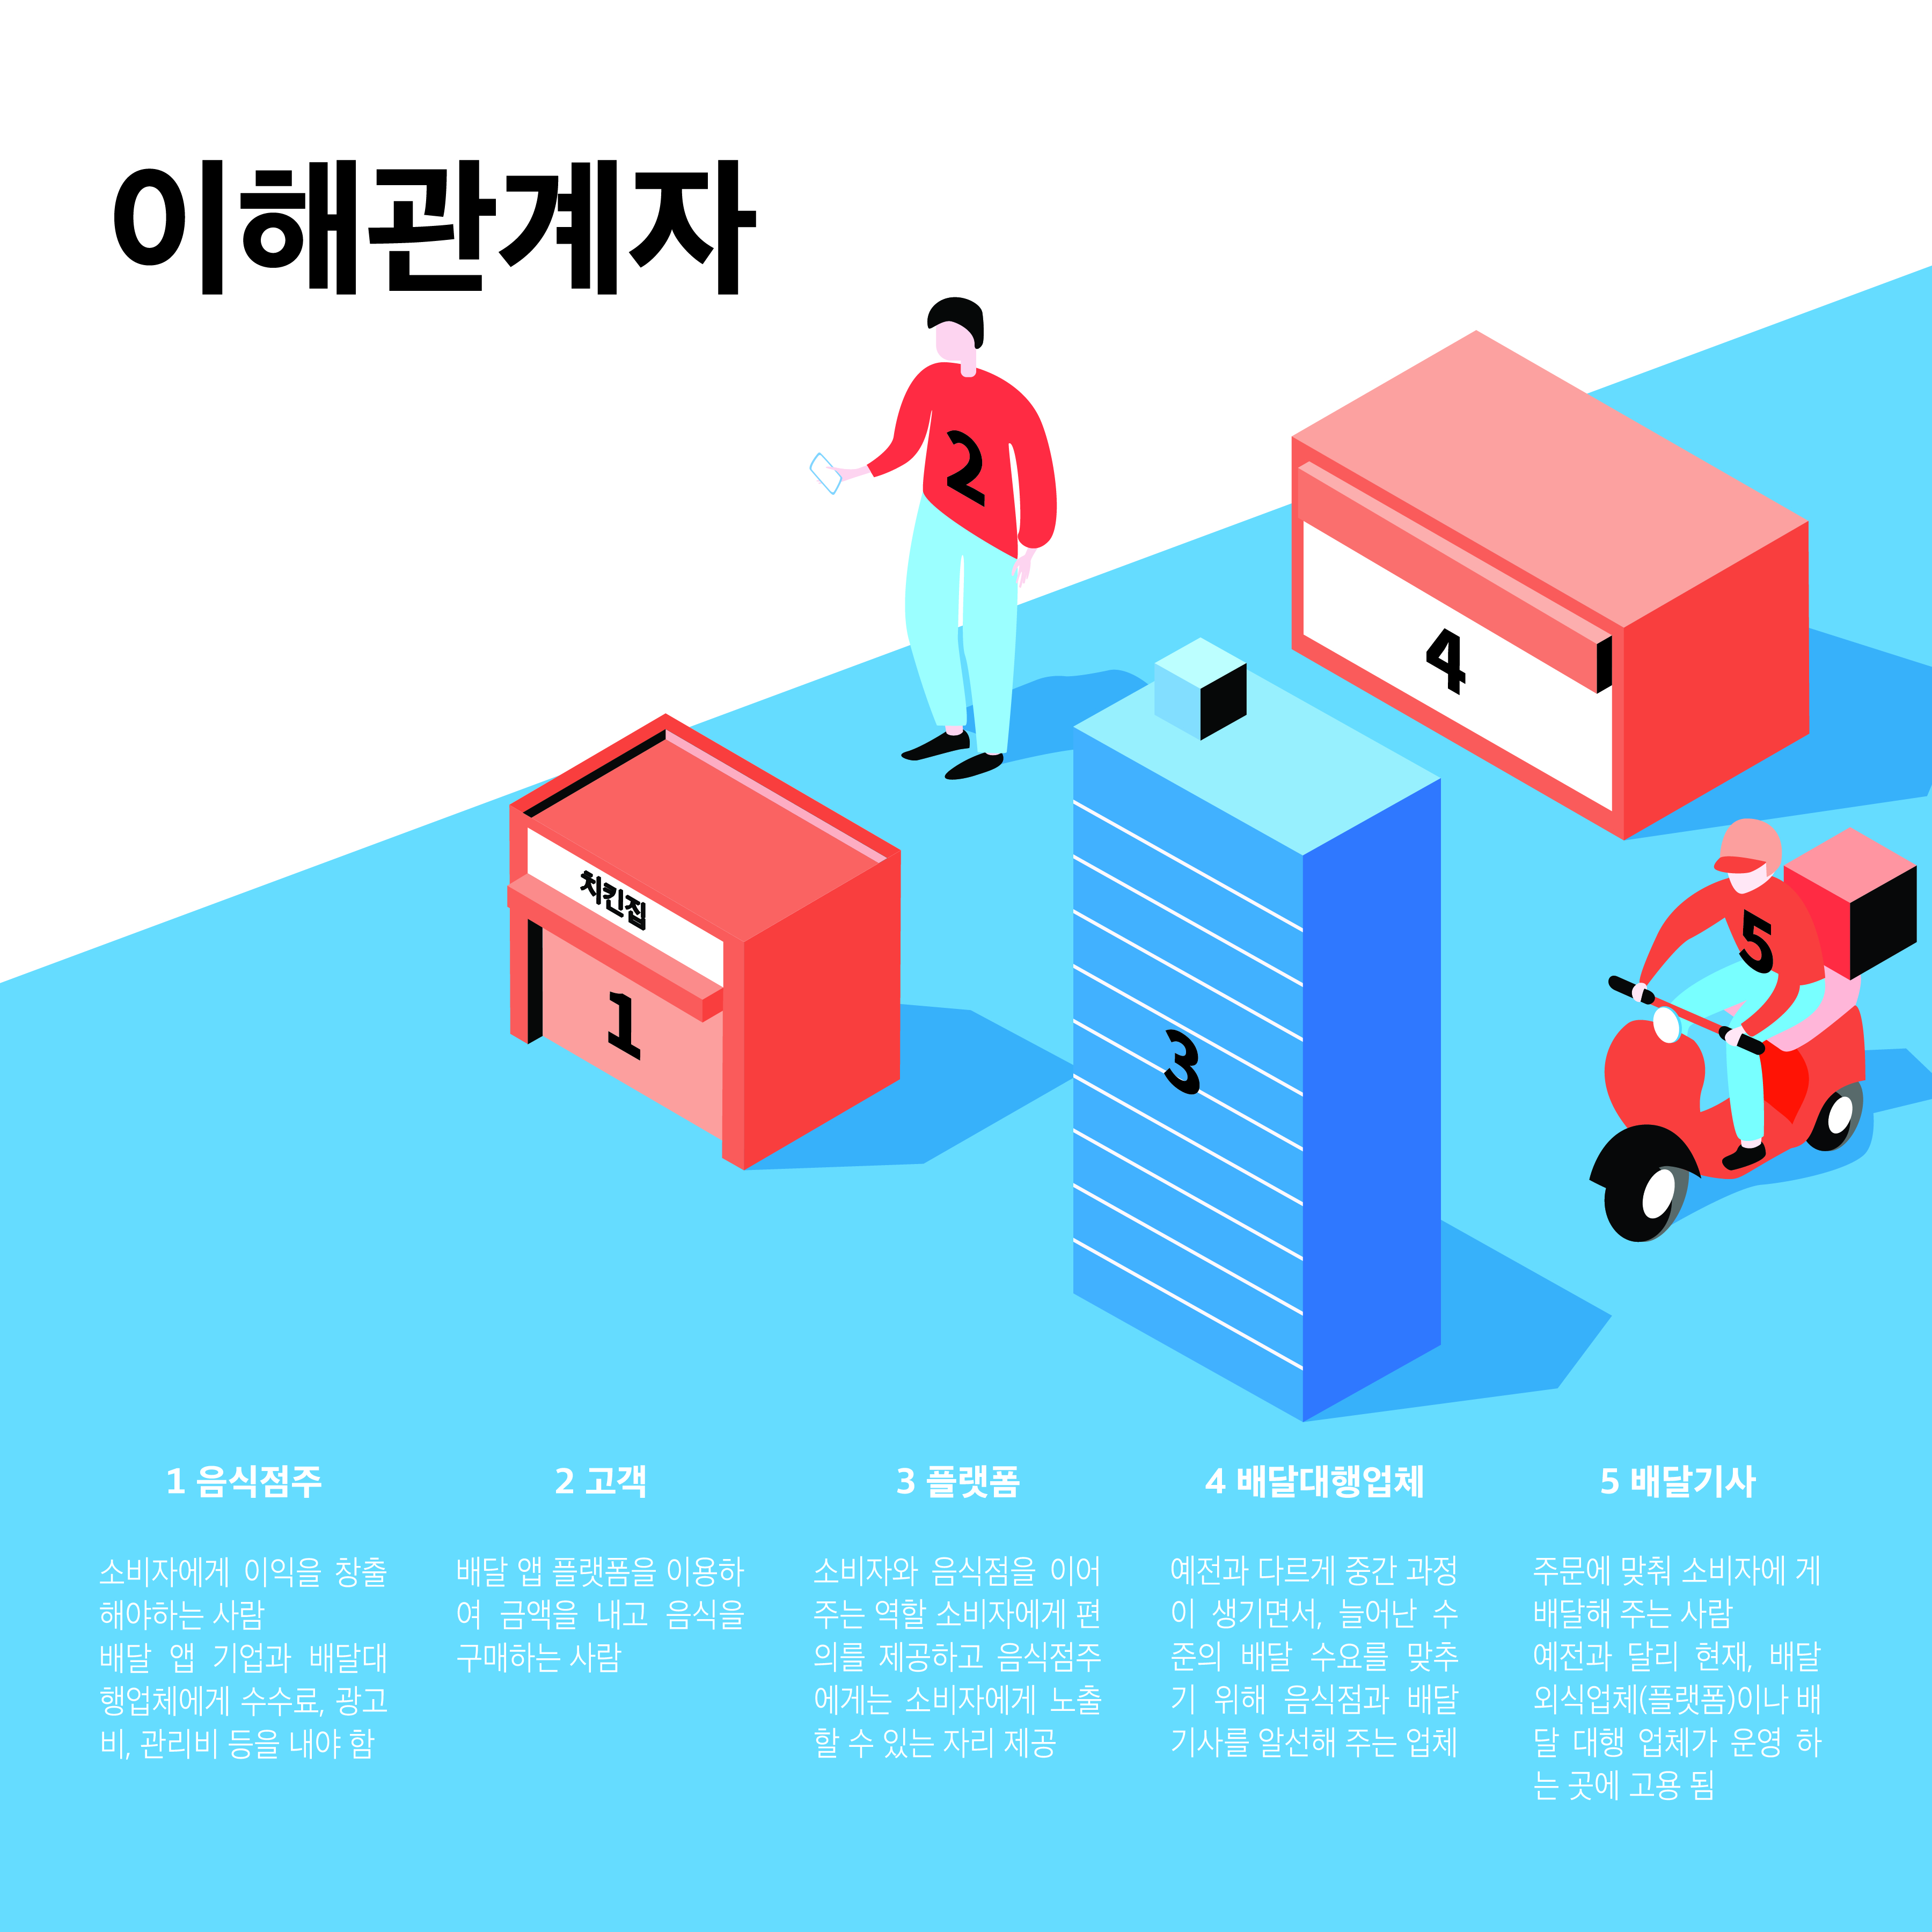 이해관계자
2
4
치킨집
1
3
5
1 음식점주
소비자에게 이익을 창출
해야하는 사람
배달 앱 기업과 배달대
행업체에게 수수료, 광고
비, 관리비 등을 내야 함
2 고객
배달 앱 플랫폼을 이용하
여 금액을 내고 음식을
구매하는 사람
3 플랫폼
소비자와 음식점을 이어
주는 역할 소비자에게 편
의를 제공하고 음식점주
에게는 소비자에게 노출
할 수 있는 자리 제공
4 배달대행업체
예전과 다르게 중간 과정
이 생기면서, 늘어난 수
준의 배달 수요를 맞추
기 위해 음식점과 배달
기사를 알선해 주는 업체
5 배달기사
주문에 맞춰 소비자에 게
배달해 주는 사람
예전과 달리 현재, 배달
외식업체(플랫폼)이나 배
달 대행 업체가 운영 하
는 곳에 고용 됨